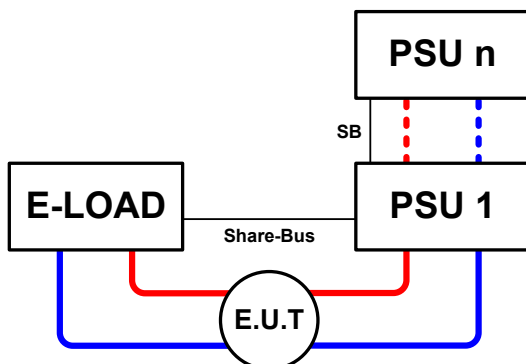 PSU n
SB
E-LOAD
PSU 1
Share-Bus
E.U.T